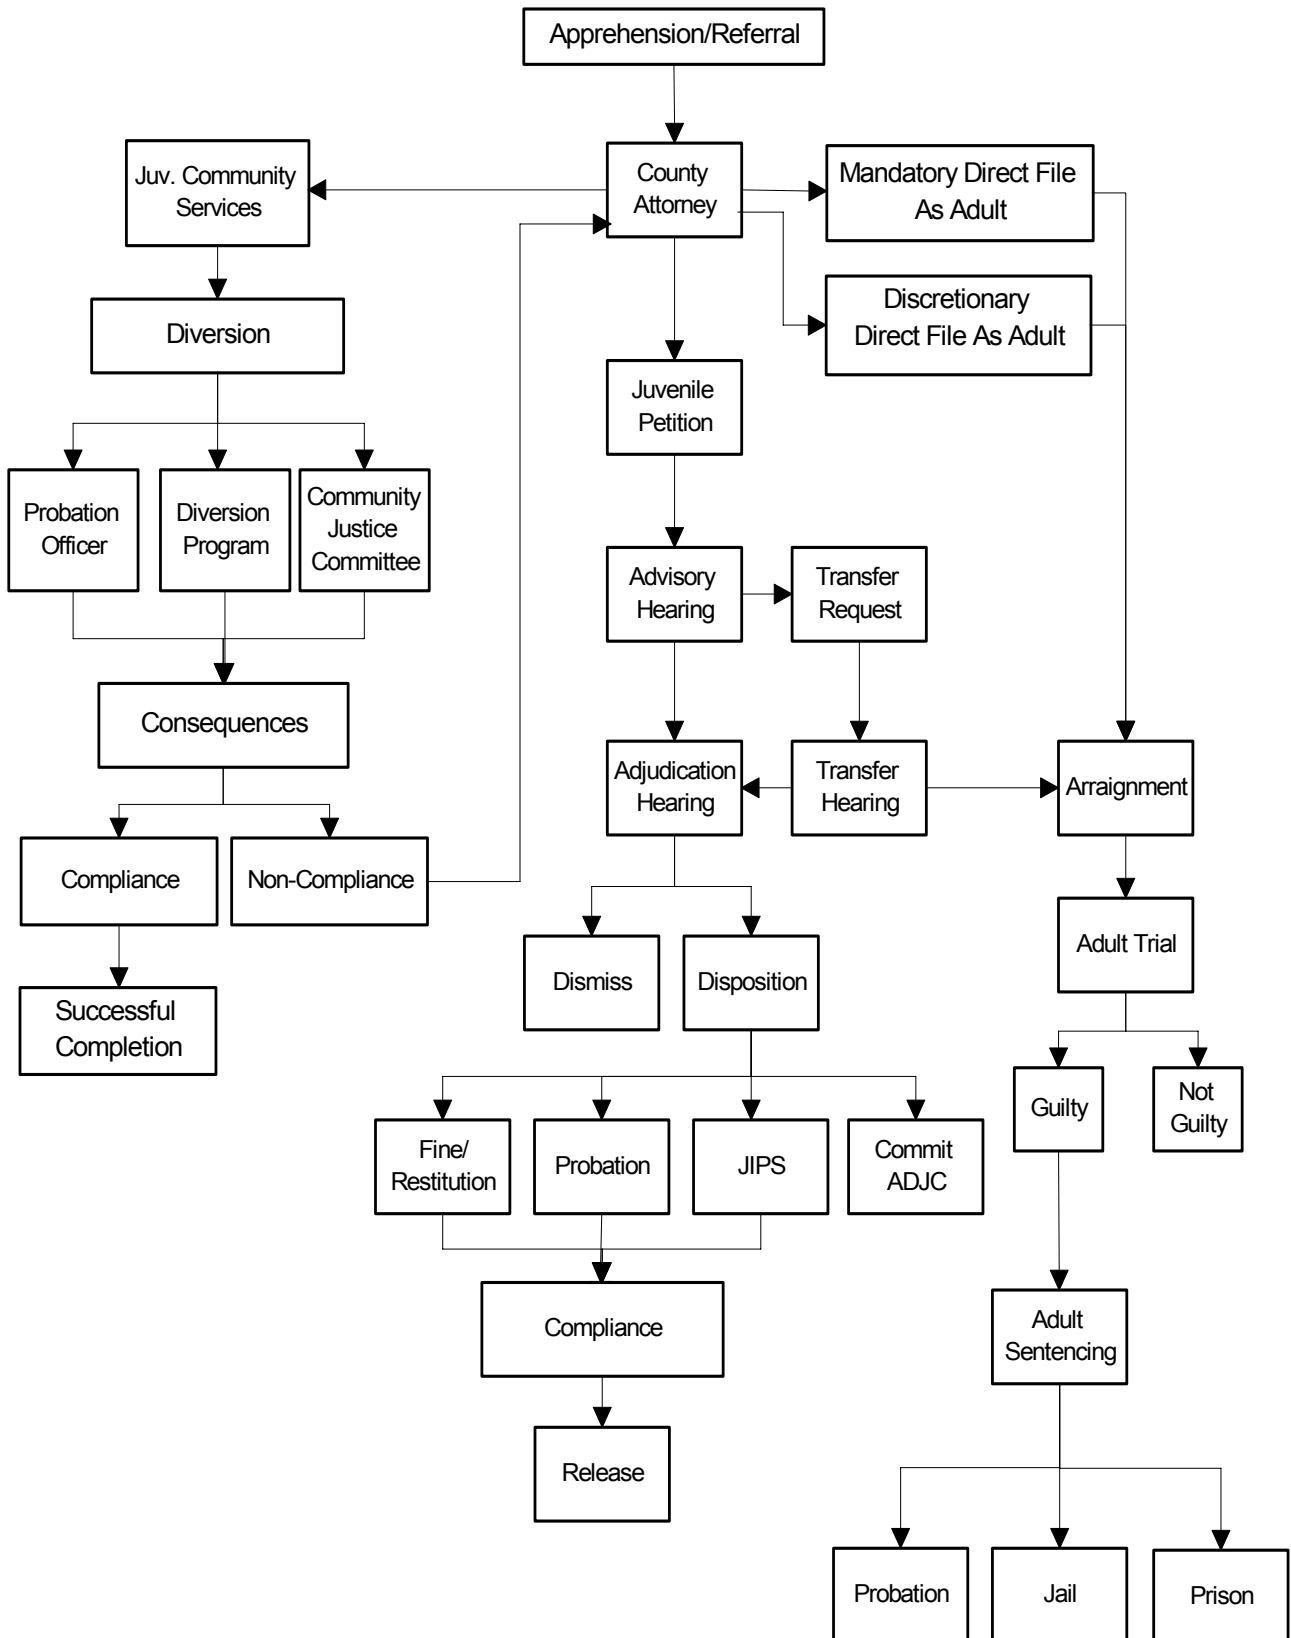 Apprehension/Referral
Juv. Community
Services
County
Attorney
Mandatory Direct File
As Adult
Discretionary
Direct File As Adult
Diversion
Juvenile
Petition
Probation
Officer
Diversion
Program
Community
Justice
Committee
Advisory
Hearing
Transfer
Request
Consequences
Adjudication
Hearing
Transfer
Hearing
Arraignment
Compliance
Non-Compliance
Adult Trial
Dismiss
Disposition
Successful
Completion
Guilty
Not
Guilty
Fine/
Restitution
Probation
JIPS
Commit
ADJC
Compliance
Adult
Sentencing
Release
Probation
Jail
Prison